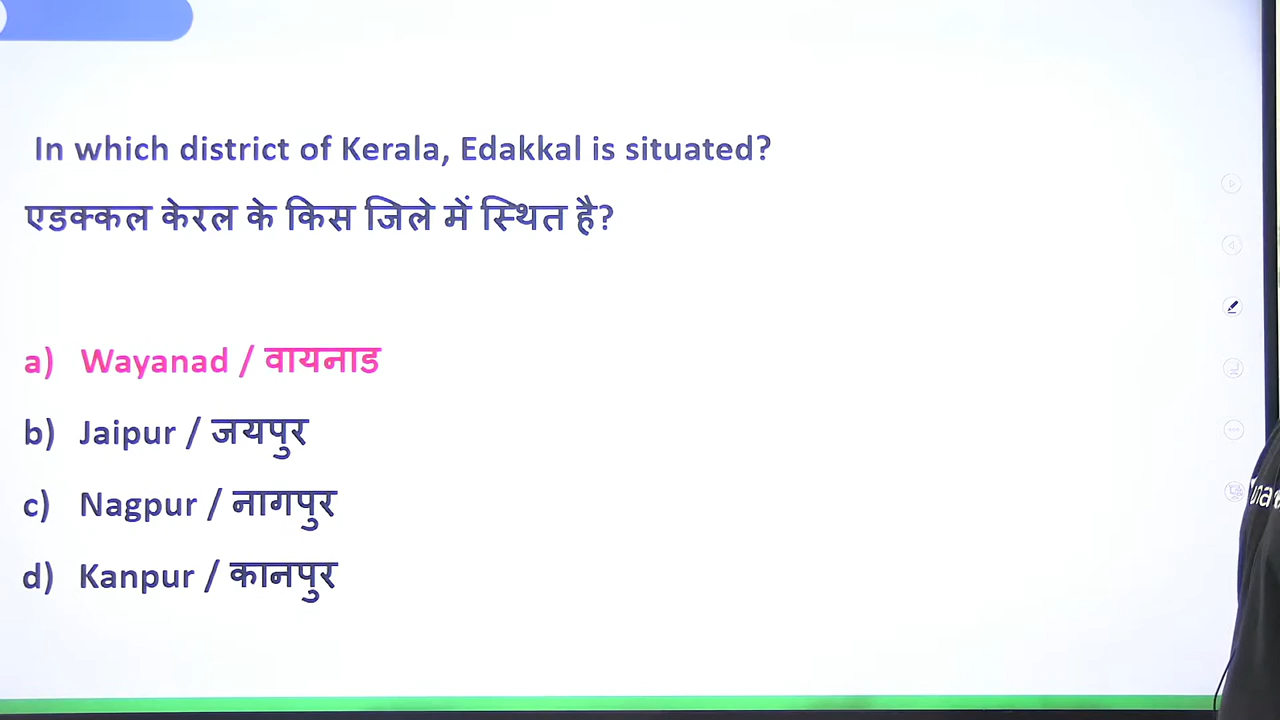 In which district of Kerala, Edakkal is situated?
एडक्कल केरल के किस जिले में स्थित है?
a) Wayanad / वायनाड
b) Jaipur / जयपुर
c) Nagpur / नागपुर
d) Kanpur / कानपुर